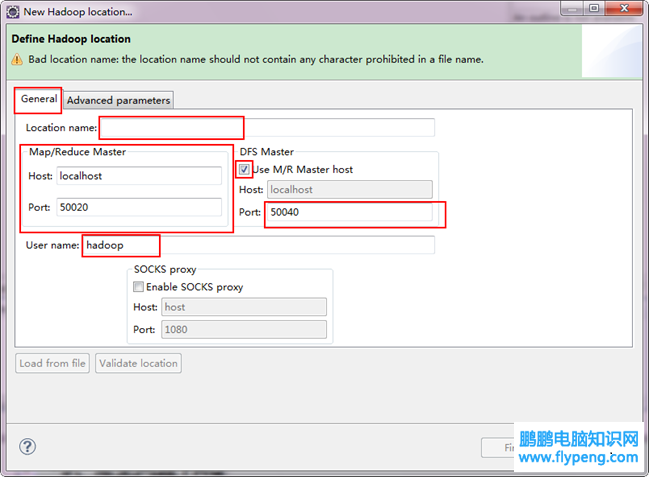 New Hadoop location...
Define Hadoop location
Bad location name: the location name should not contain any character prohibited in a file name.
General Advanced parameters
Location name:
Map/Reduce Master DFS Master
Host: localhost Use M/R Master host
Host: localhost
Port: 50020 Port: 50040
User name: hadoop
SOCKS proxy
Enable SOCKS proxy
Host: host
Port: 1080
Load from file Validate location
鹏鹏电脑知识网
www.flypeng.com